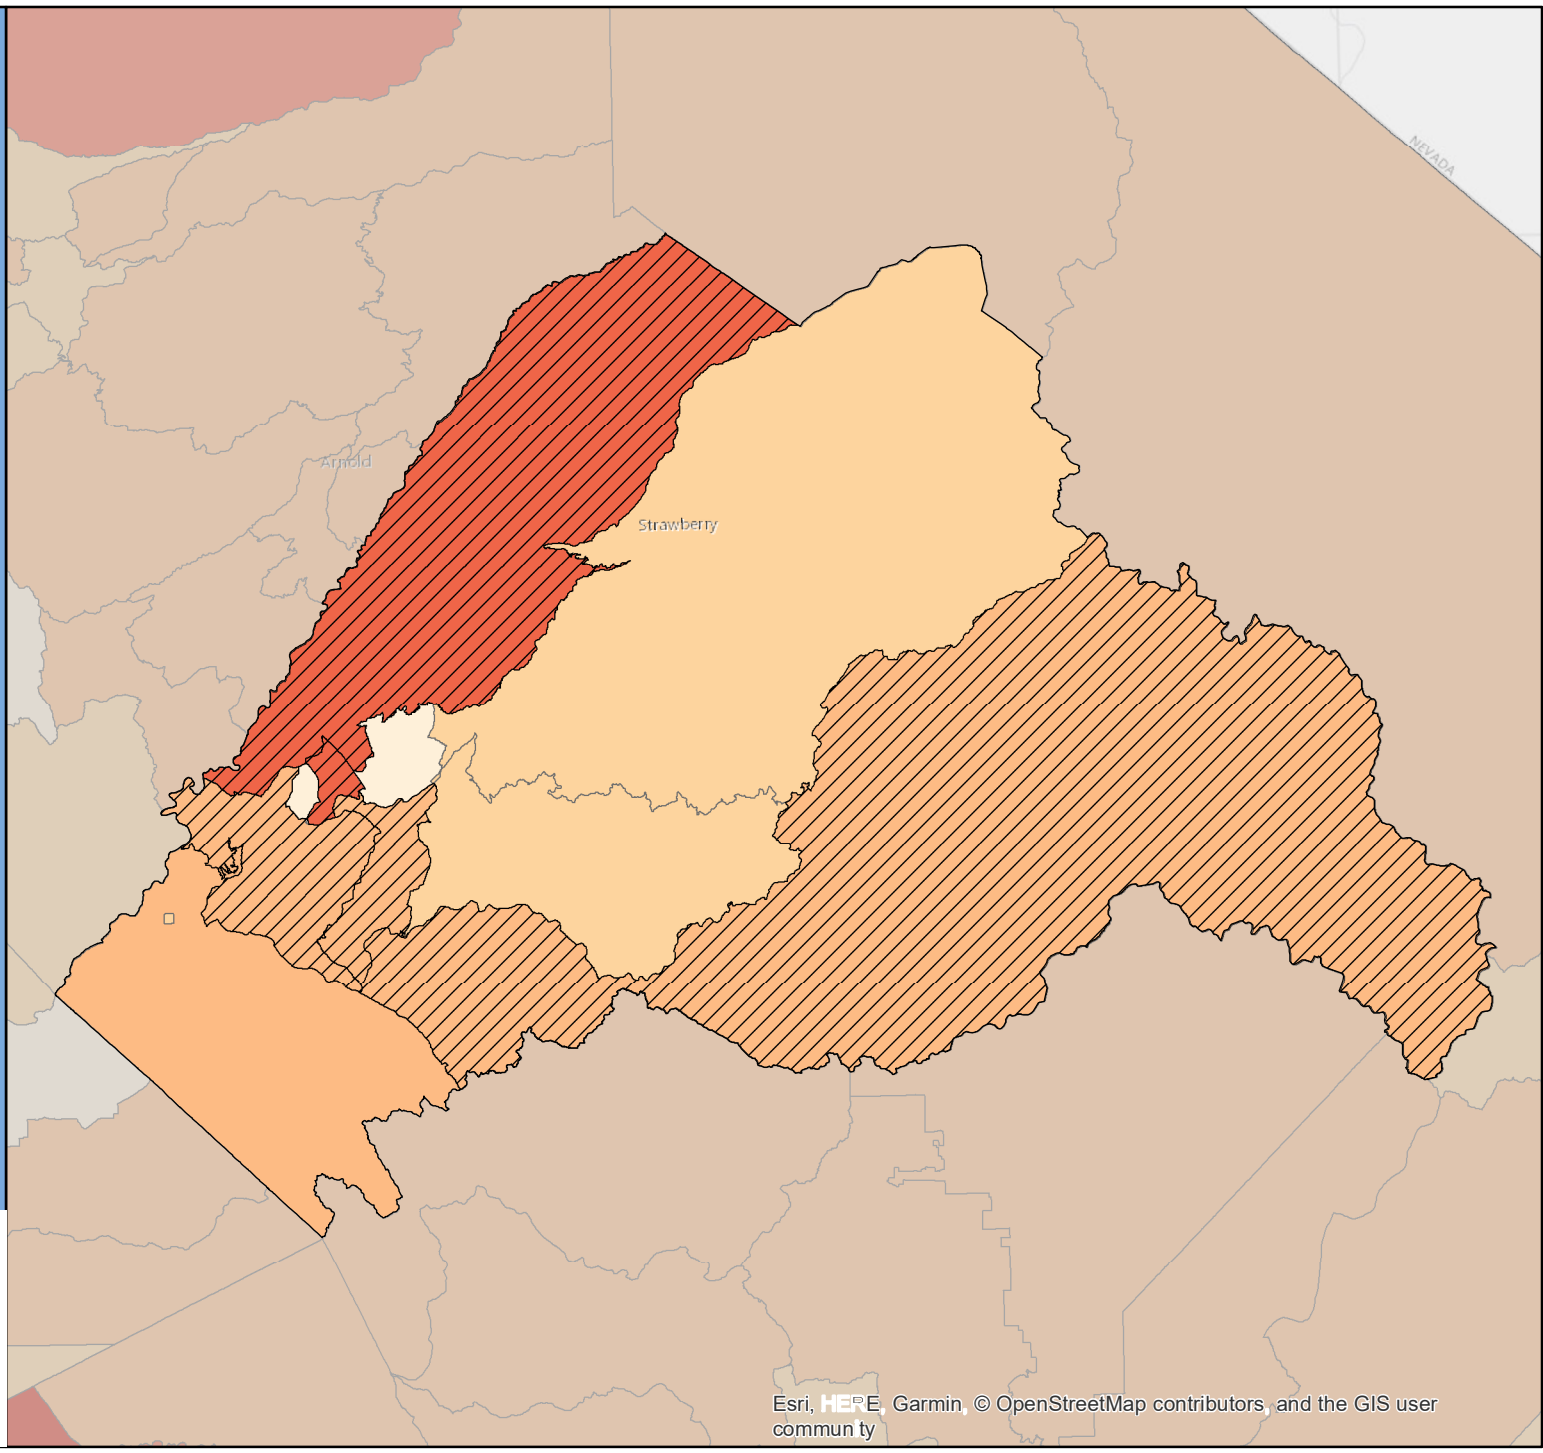 NEVADA
Arnold
Strawberry
Esri, HERE, Garmin, © OpenStreetMap contributors, and the GIS user
community